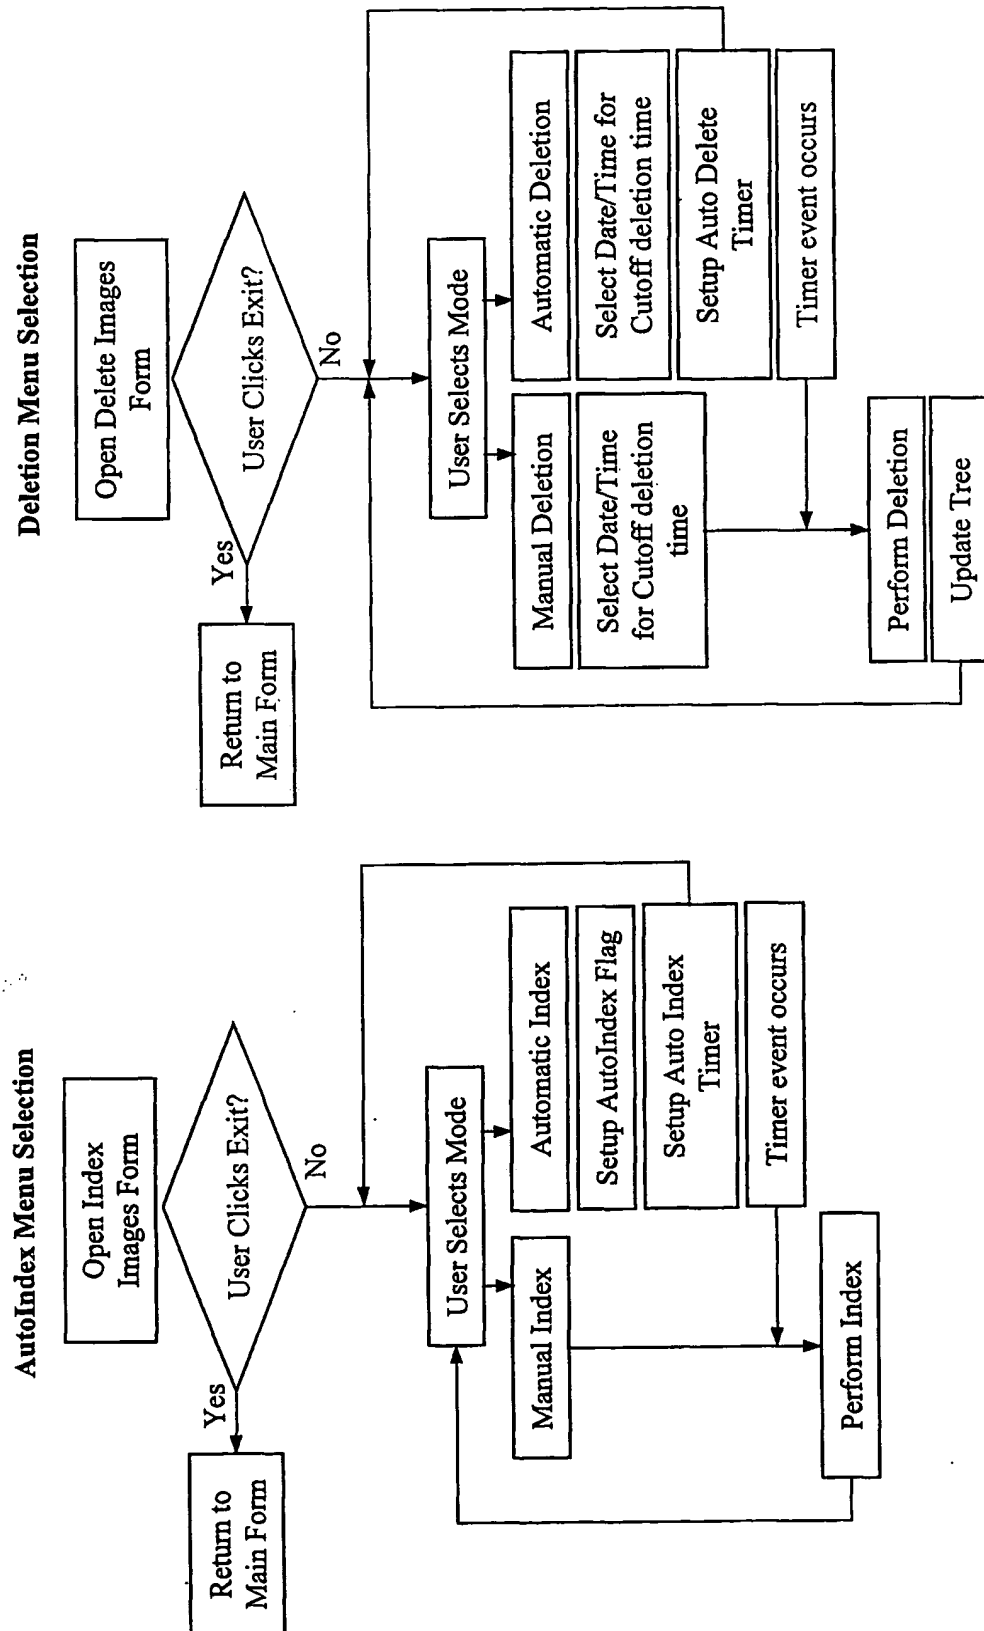 AutoIndex Menu Selection
Open Index
Images Form
User Clicks Exit?
Yes
No
Return to
Main Form
User Selects Mode
Manual Index
Automatic Index
Setup AutoIndex Flag
Setup Auto Index
Timer
Timer event occurs
Perform Index
Deletion Menu Selection
Open Delete Images
Form
User Clicks Exit?
Yes
No
Return to
Main Form
User Selects Mode
Manual Deletion
Select Date/Time
for Cutoff deletion
time
Automatic Deletion
Select Date/Time for
Cutoff deletion time
Setup Auto Delete
Timer
Timer event occurs
Perform Deletion
Update Tree